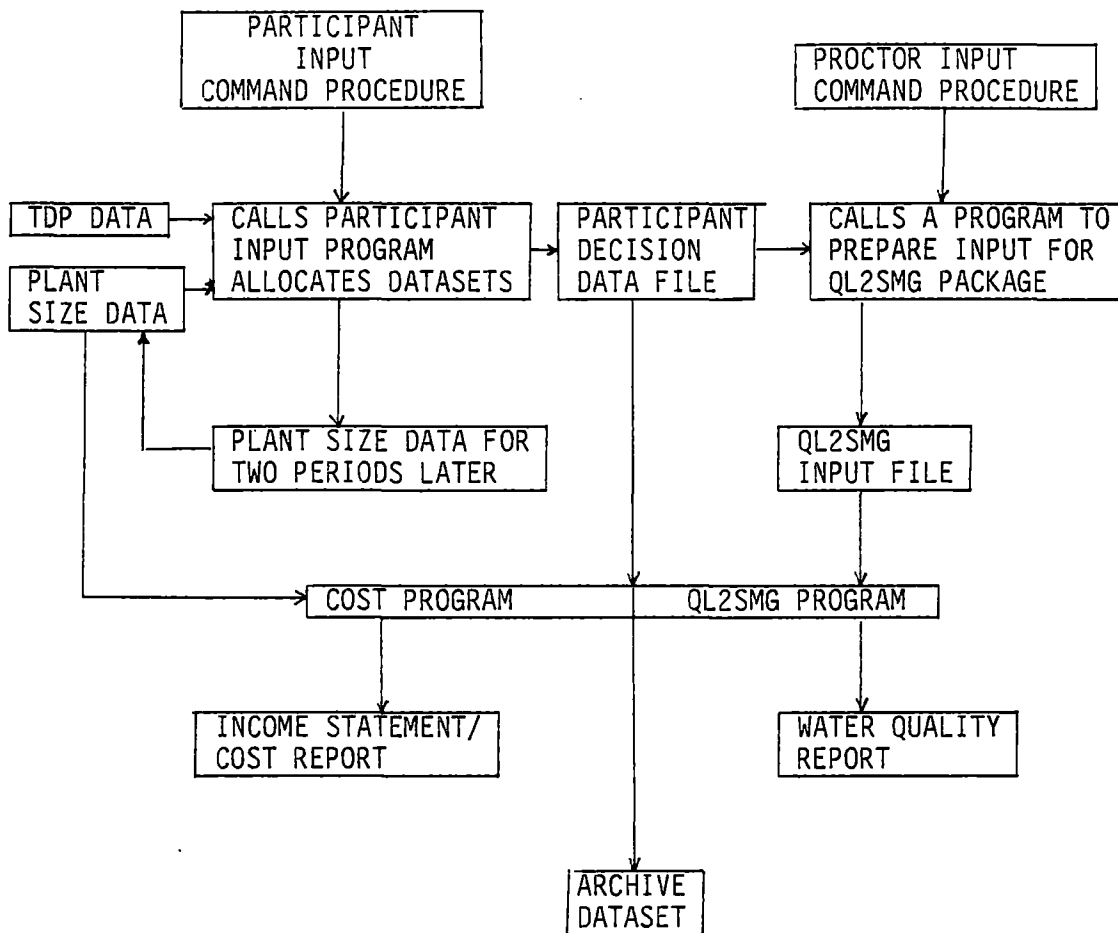 PARTICIPANT
INPUT
COMMAND PROCEDURE
PROCTOR INPUT
COMMAND PROCEDURE
TDP DATA
PLANT
SIZE DATA
CALLS PARTICIPANT
INPUT PROGRAM
ALLOCATES DATASETS
PARTICIPANT
DECISION
DATA FILE
CALLS A PROGRAM TO
PREPARE INPUT FOR
QL2SMG PACKAGE
PLANT SIZE DATA FOR
TWO PERIODS LATER
QL2SMG
INPUT FILE
COST PROGRAM
QL2SMG PROGRAM
INCOME STATEMENT/
COST REPORT
WATER QUALITY
REPORT
ARCHIVE
DATASET